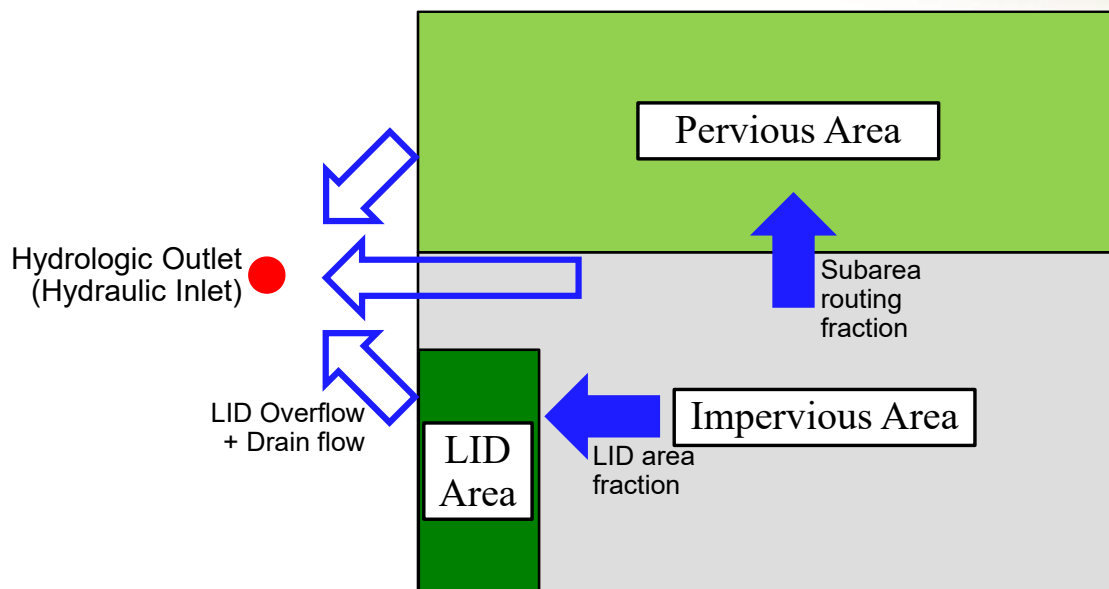 Pervious Area
Hydrologic Outlet
(Hydraulic Inlet)
Subarea
routing
fraction
LID Overflow
+ Drain flow
LID
Area
LID area
fraction
Impervious Area